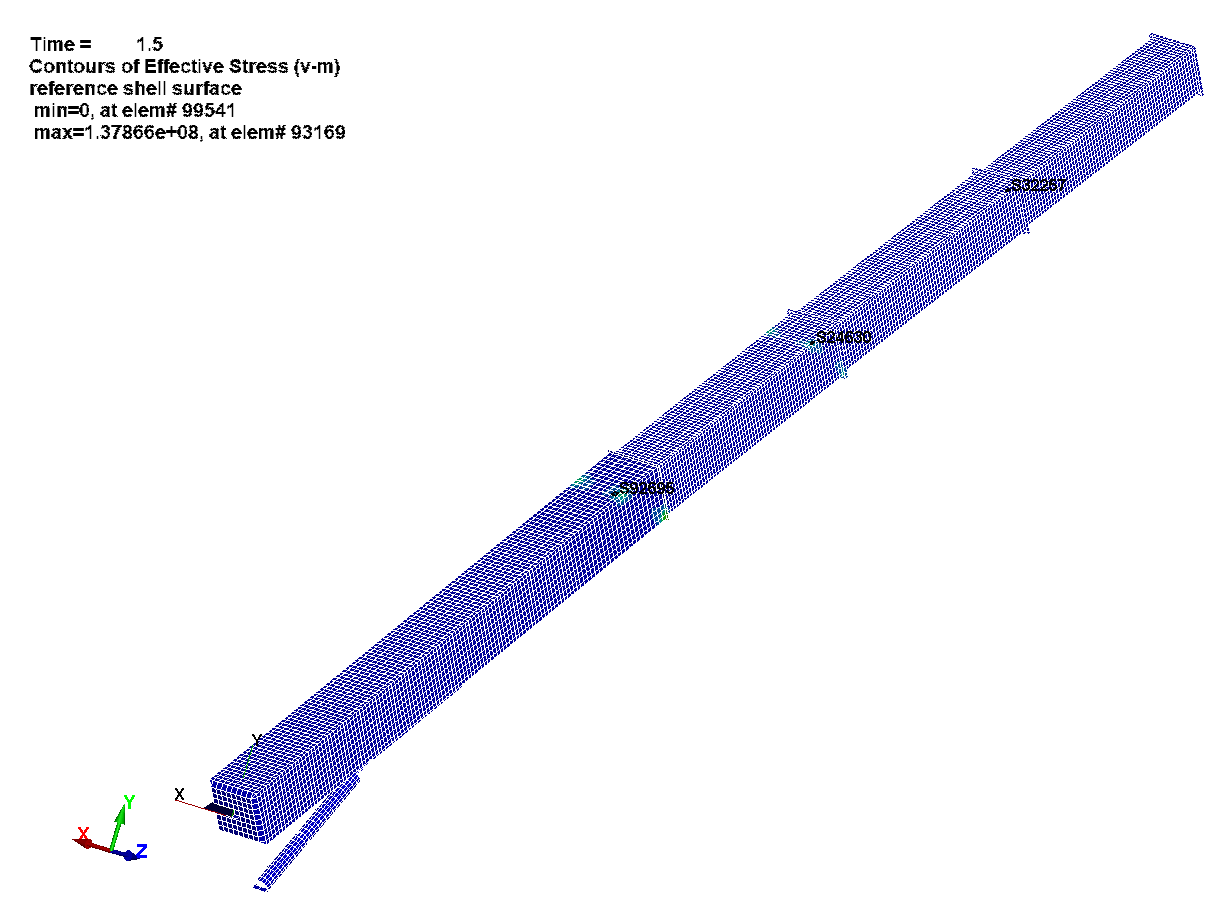 Time = 1.5
Contours of Effective Stress (v-m)
reference shell surface
min=0, at elem# 99541
max=1.37866e+08, at elem# 93169
Y
X
Y
X
Z